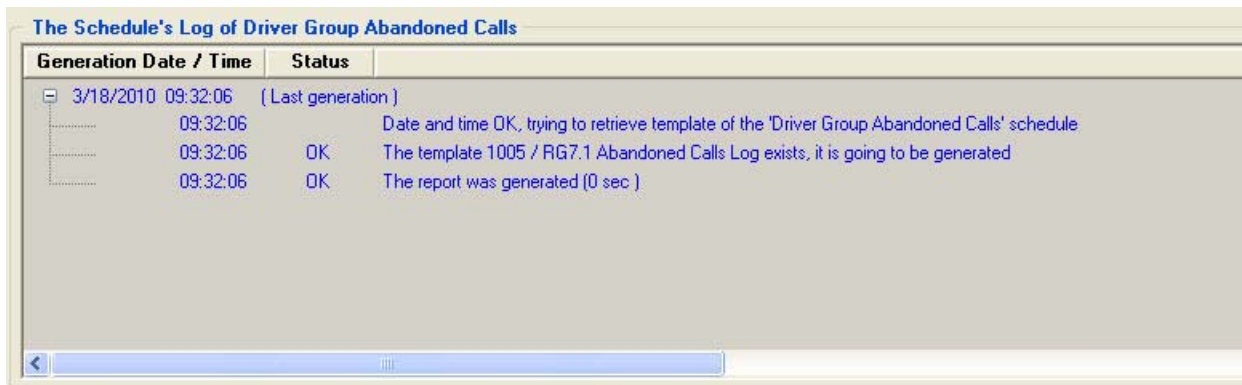 The Schedule's Log of Driver Group Abandoned Calls
Generation Date / Time Status
3/18/2010 09:32:06 ( Last generation )
09:32:06 Date and time OK, trying to retrieve template of the 'Driver Group Abandoned Calls' schedule
09:32:06 OK The template 1005 / RG7.1 Abandoned Calls Log exists, it is going to be generated
09:32:06 OK The report was generated (0 sec )